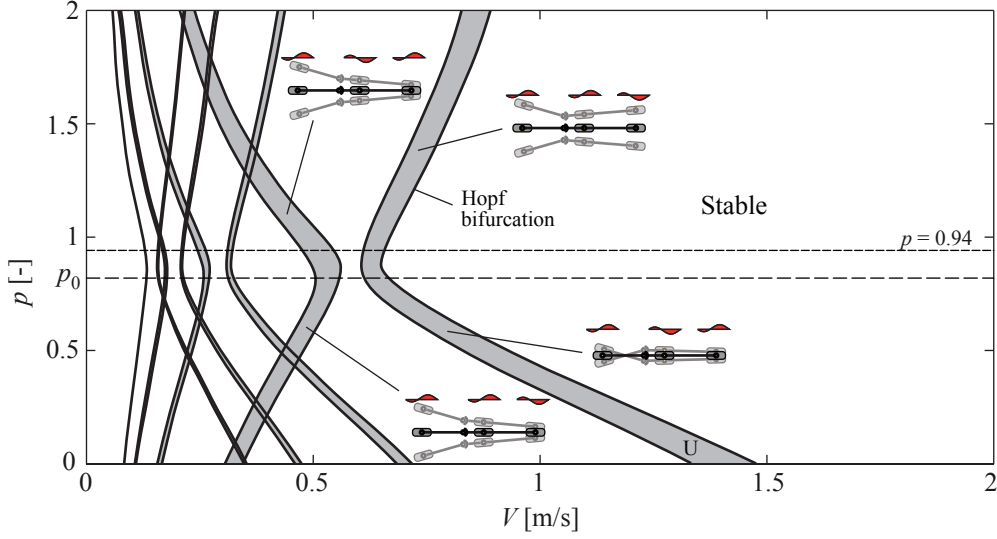 2
1.5
Hopf
bifurcation
Stable
1
p = 0.94
p₀
p [-]
0.5
U
0
0
0.5
1
1.5
2
V [m/s]